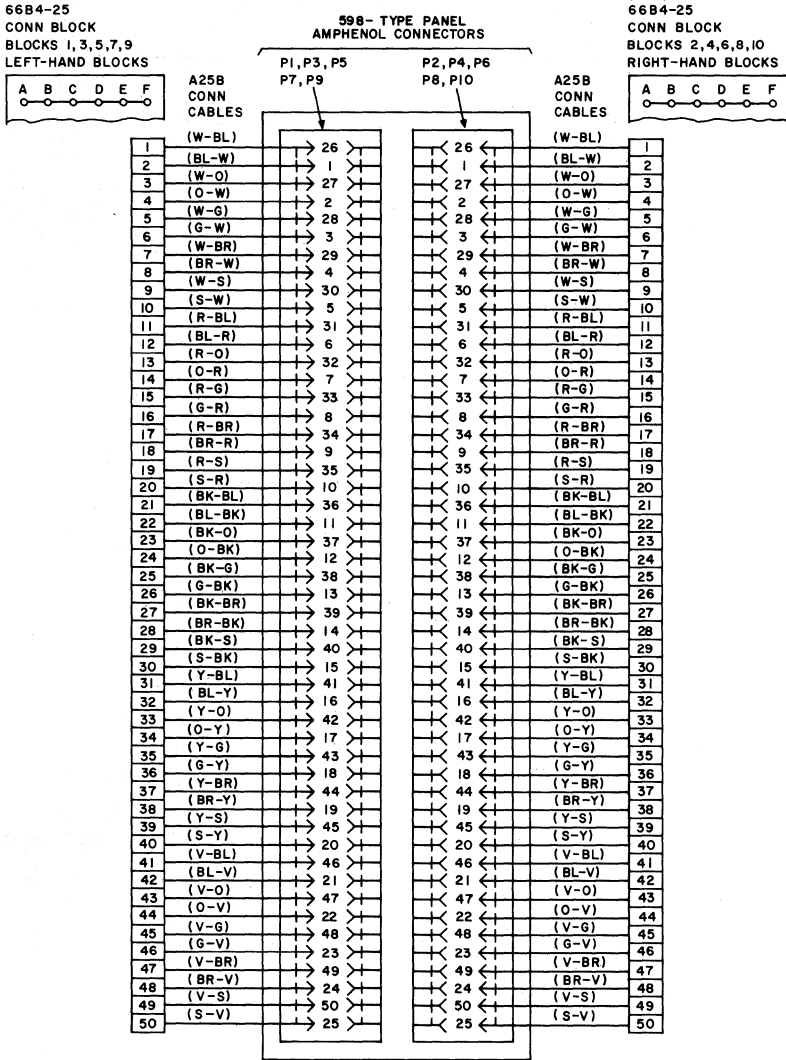 66B4-25
CONN BLOCK
BLOCKS 1,3,5,7,9
LEFT-HAND BLOCKS
A B C D E F
A25B
CONN
CABLES
598- TYPE PANEL
AMPHENOL CONNECTORS
P1,P3,P5
P7,P9
P2,P4,P6
P8,P10
A25B
CONN
CABLES
66B4-25
CONN BLOCK
BLOCKS 2,4,6,8,10
RIGHT-HAND BLOCKS
A B C D E F
1 (W-BL) 26 26 (W-BL) 1
2 (BL-W) 1 1 (BL-W) 2
3 (W-O) 27 27 (W-O) 3
4 (O-W) 2 2 (O-W) 4
5 (W-G) 28 28 (W-G) 5
6 (G-W) 3 3 (G-W) 6
7 (W-BR) 29 29 (W-BR) 7
8 (BR-W) 4 4 (BR-W) 8
9 (W-S) 30 30 (W-S) 9
10 (S-W) 5 5 (S-W) 10
11 (R-BL) 31 31 (R-BL) 11
12 (BL-R) 6 6 (BL-R) 12
13 (R-O) 32 32 (R-O) 13
14 (O-R) 7 7 (O-R) 14
15 (R-G) 33 33 (R-G) 15
16 (G-R) 8 8 (G-R) 16
17 (R-BR) 34 34 (R-BR) 17
18 (BR-R) 9 9 (BR-R) 18
19 (R-S) 35 35 (R-S) 19
20 (S-R) 10 10 (S-R) 20
21 (BK-BL) 36 36 (BK-BL) 21
22 (BL-BK) 11 11 (BL-BK) 22
23 (BK-O) 37 37 (BK-O) 23
24 (O-BK) 12 12 (O-BK) 24
25 (BK-G) 38 38 (BK-G) 25
26 (G-BK) 13 13 (G-BK) 26
27 (BK-BR) 39 39 (BK-BR) 27
28 (BR-BK) 14 14 (BR-BK) 28
29 (BK-S) 40 40 (BK-S) 29
30 (S-BK) 15 15 (S-BK) 30
31 (Y-BL) 41 41 (Y-BL) 31
32 (BL-Y) 16 16 (BL-Y) 32
33 (Y-O) 42 42 (Y-O) 33
34 (O-Y) 17 17 (O-Y) 34
35 (Y-G) 43 43 (Y-G) 35
36 (G-Y) 18 18 (G-Y) 36
37 (Y-BR) 44 44 (Y-BR) 37
38 (BR-Y) 19 19 (BR-Y) 38
39 (Y-S) 45 45 (Y-S) 39
40 (S-Y) 20 20 (S-Y) 40
41 (V-BL) 46 46 (V-BL) 41
42 (BL-V) 21 21 (BL-V) 42
43 (V-O) 47 47 (V-O) 43
44 (O-V) 22 22 (O-V) 44
45 (V-G) 48 48 (V-G) 45
46 (G-V) 23 23 (G-V) 46
47 (V-BR) 49 49 (V-BR) 47
48 (BR-V) 24 24 (BR-V) 48
49 (V-S) 50 50 (V-S) 49
50 (S-V) 25 25 (S-V) 50